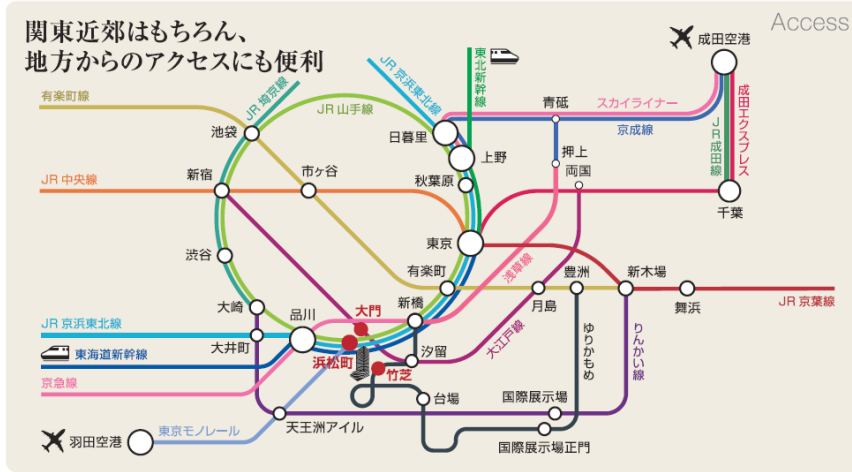 関東近郊はもちろん、
地方からのアクセスにも便利
Access
成田空港
東北新幹線
JR 京浜東北線
JR 埼京線
JR 山手線
有楽町線
スカイライナー
京成線
青砥
JR成田線
成田エクスプレス
日暮里
池袋
上野
押上
両国
新宿
市ヶ谷
秋葉原
JR 中央線
千葉
渋谷
東京
浅草線
有楽町
豊洲
新木場
大崎
品川
大門
新橋
月島
舞浜
JR 京葉線
JR 京浜東北線
大井町
浜松町
汐留
大江戸線
ゆりかもめ
りんかい線
東海道新幹線
竹芝
京急線
台場
国際展示場
天王洲アイル
東京モノレール
羽田空港
国際展示場正門